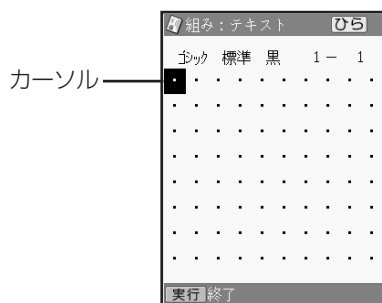 組み：テキスト ひら
ゴシック 標準 黒 1－ 1
カーソル
実行 終了